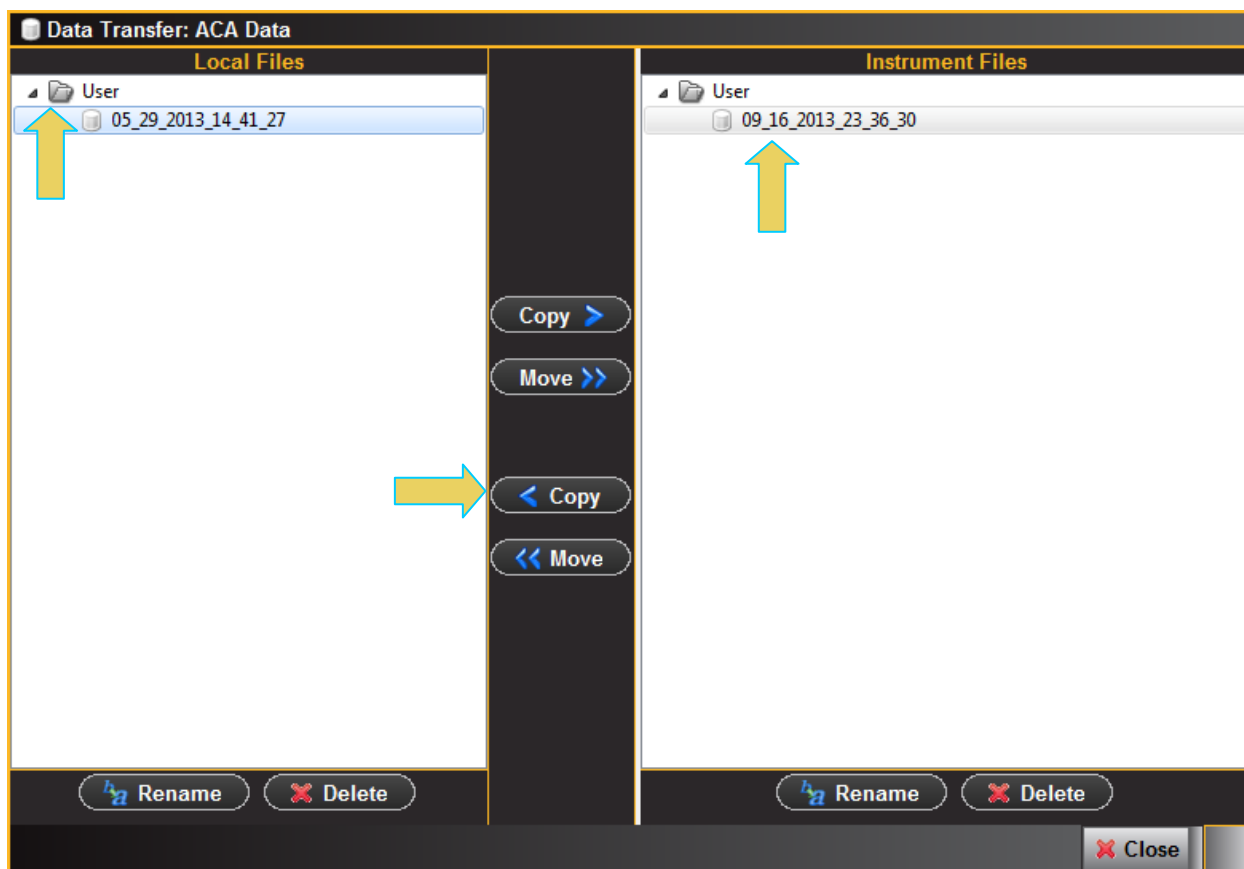 Data Transfer: ACA Data
Local Files
Instrument Files
User
05_29_2013_14_41_27
User
09_16_2013_23_36_30
Copy >
Move >>
< Copy
<< Move
Rename
Delete
Rename
Delete
Close